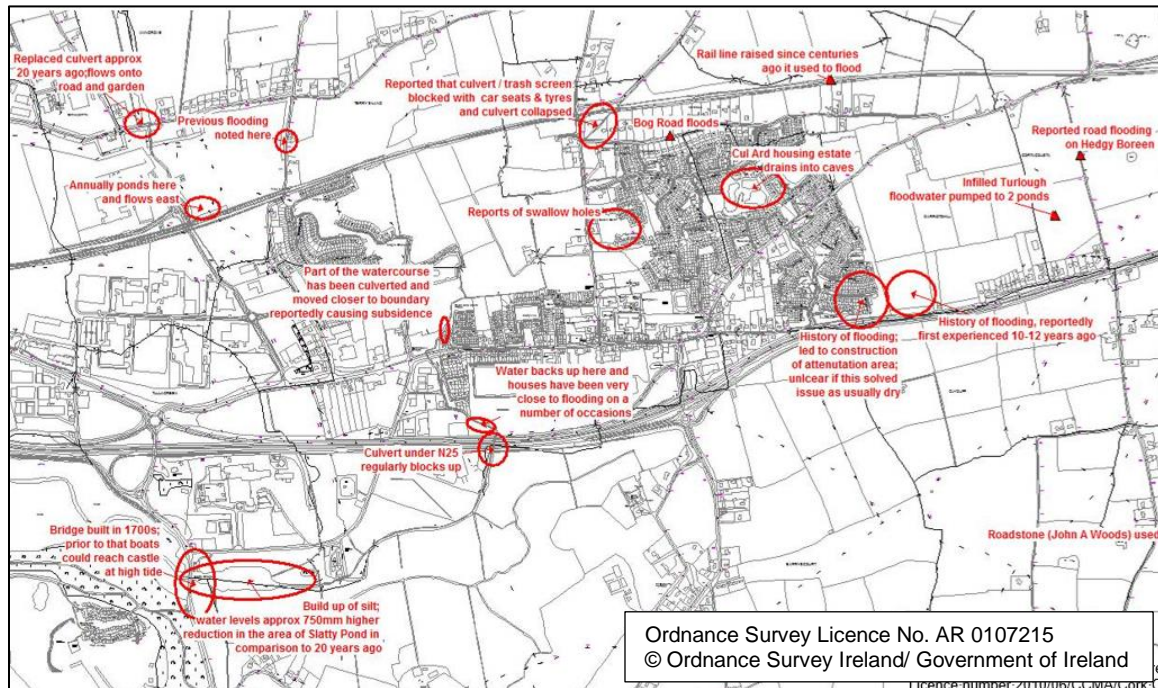 Replaced culvert approx
20 years ago;flows onto
road and garden
Previous flooding
noted here
Annually ponds here
and flows east
Reported that culvert / trash screen
blocked with car seats & tyres
and culvert collapsed
Rail line raised since centuries
ago it used to flood
Bog Road floods
Cul Ard housing estate
drains into caves
Reported road flooding
on Hedgy Boreen
Infilled Turlough
floodwater pumped to 2 ponds
Reports of swallow holes
Part of the watercourse
has been culverted and
moved closer to boundary
reportedly causing subsidence
History of flooding, reportedly
first experienced 10-12 years ago
History of flooding;
led to construction
of attenutation area;
unlcear if this solved
issue as usually dry
Water backs up here and
houses have been very
close to flooding on a
number of occasions
Culvert under N25
regularly blocks up
Bridge built in 1700s;
prior to that boats
could reach castle
at high tide
Build up of silt;
water levels approx 750mm higher
reduction in the area of Slatty Pond in
comparison to 20 years ago
Roadstone (John A Woods) used
Ordnance Survey Licence No. AR 0107215
© Ordnance Survey Ireland/ Government of Ireland